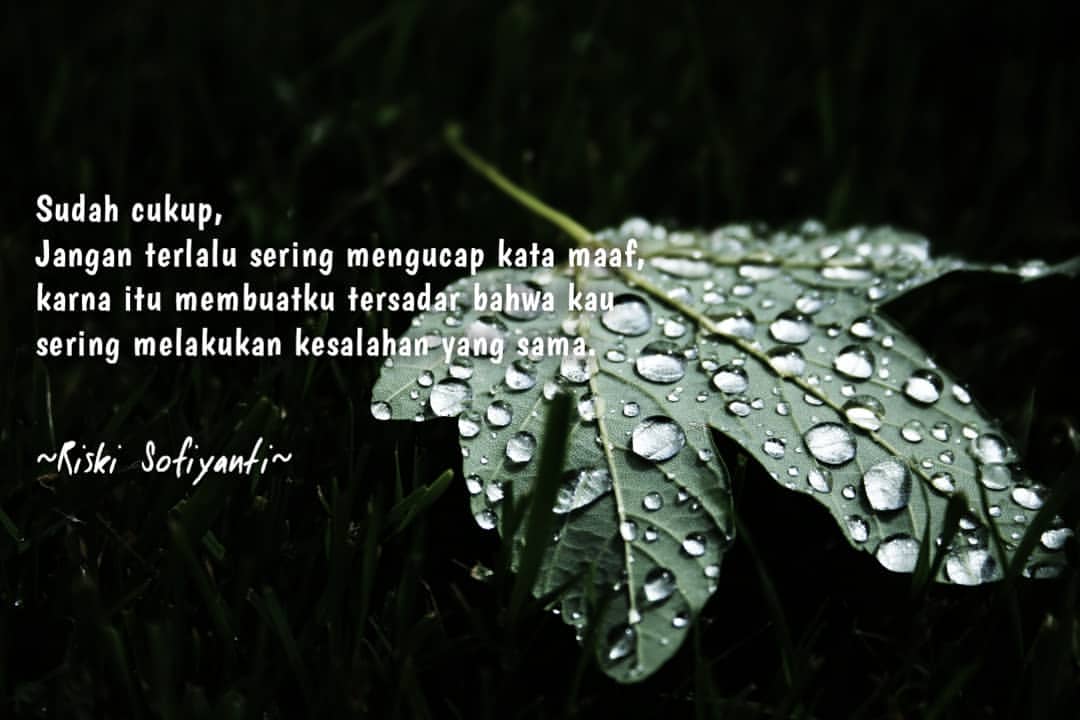 Sudah cukup,
Jangan terlalu sering mengucap kata maaf,
karna itu membuatku tersadar bahwa kau
sering melakukan kesalahan yang sama.
~Riski Sofiyanti~